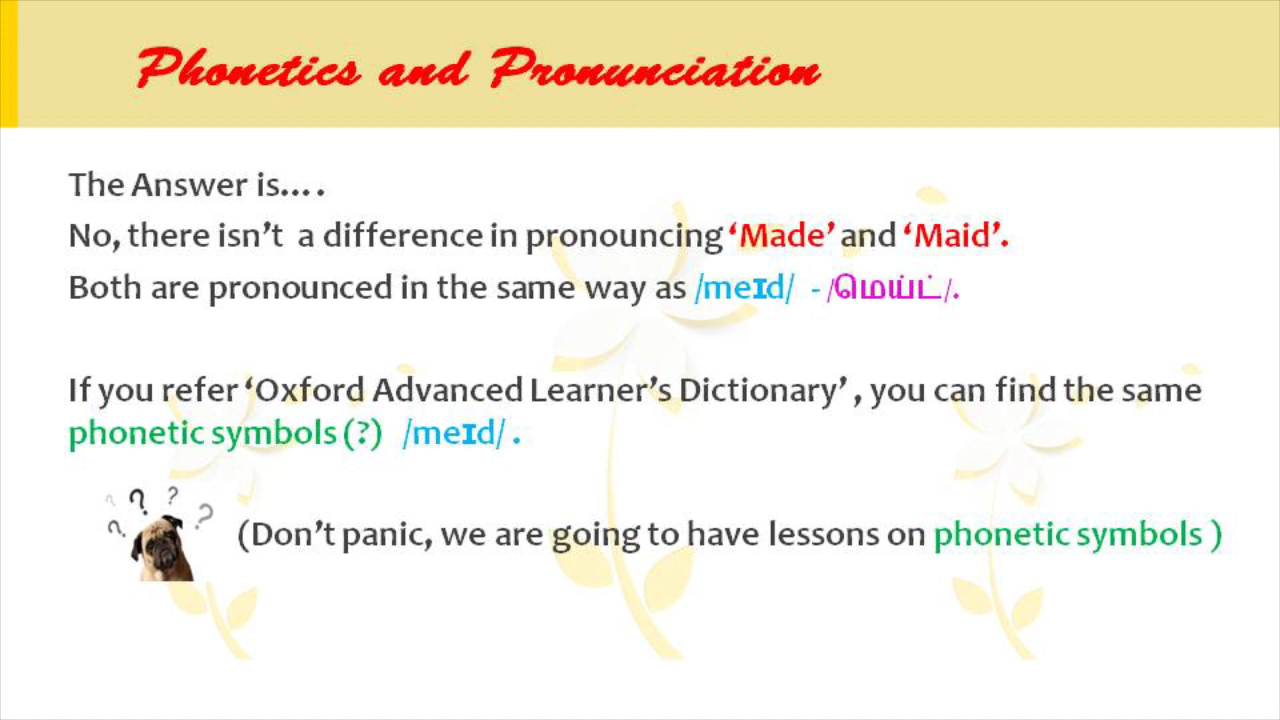 Phonetics and Pronunciation
The Answer is....
No, there isn't a difference in pronouncing 'Made' and 'Maid'.
Both are pronounced in the same way as /meɪd/ - /மெய்ட்/.
If you refer 'Oxford Advanced Learner's Dictionary' , you can find the same
phonetic symbols (?) /meɪd/ .
? ? ? ? ?
(Don't panic, we are going to have lessons on phonetic symbols )